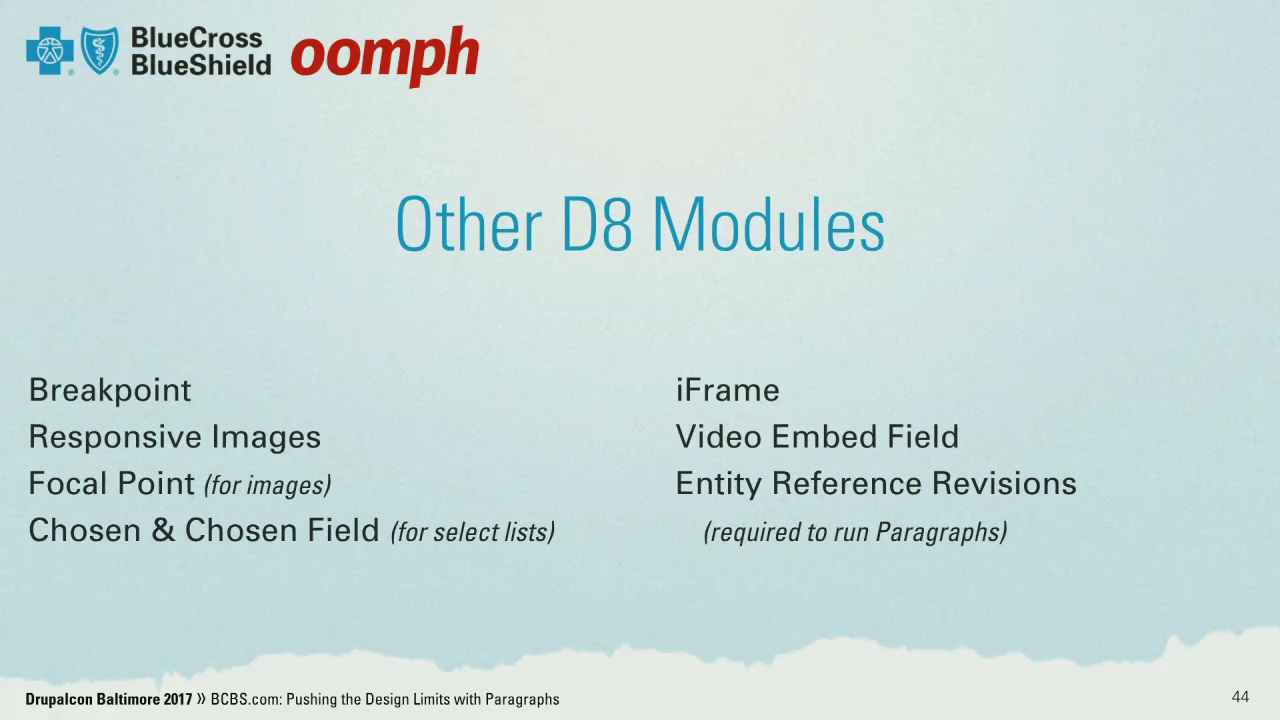 BlueCross
BlueShield
oomph
Other D8 Modules
Breakpoint
Responsive Images
Focal Point (for images)
Chosen & Chosen Field (for select lists)
iFrame
Video Embed Field
Entity Reference Revisions
(required to run Paragraphs)
Drupalcon Baltimore 2017 » BCBS.com: Pushing the Design Limits with Paragraphs
44